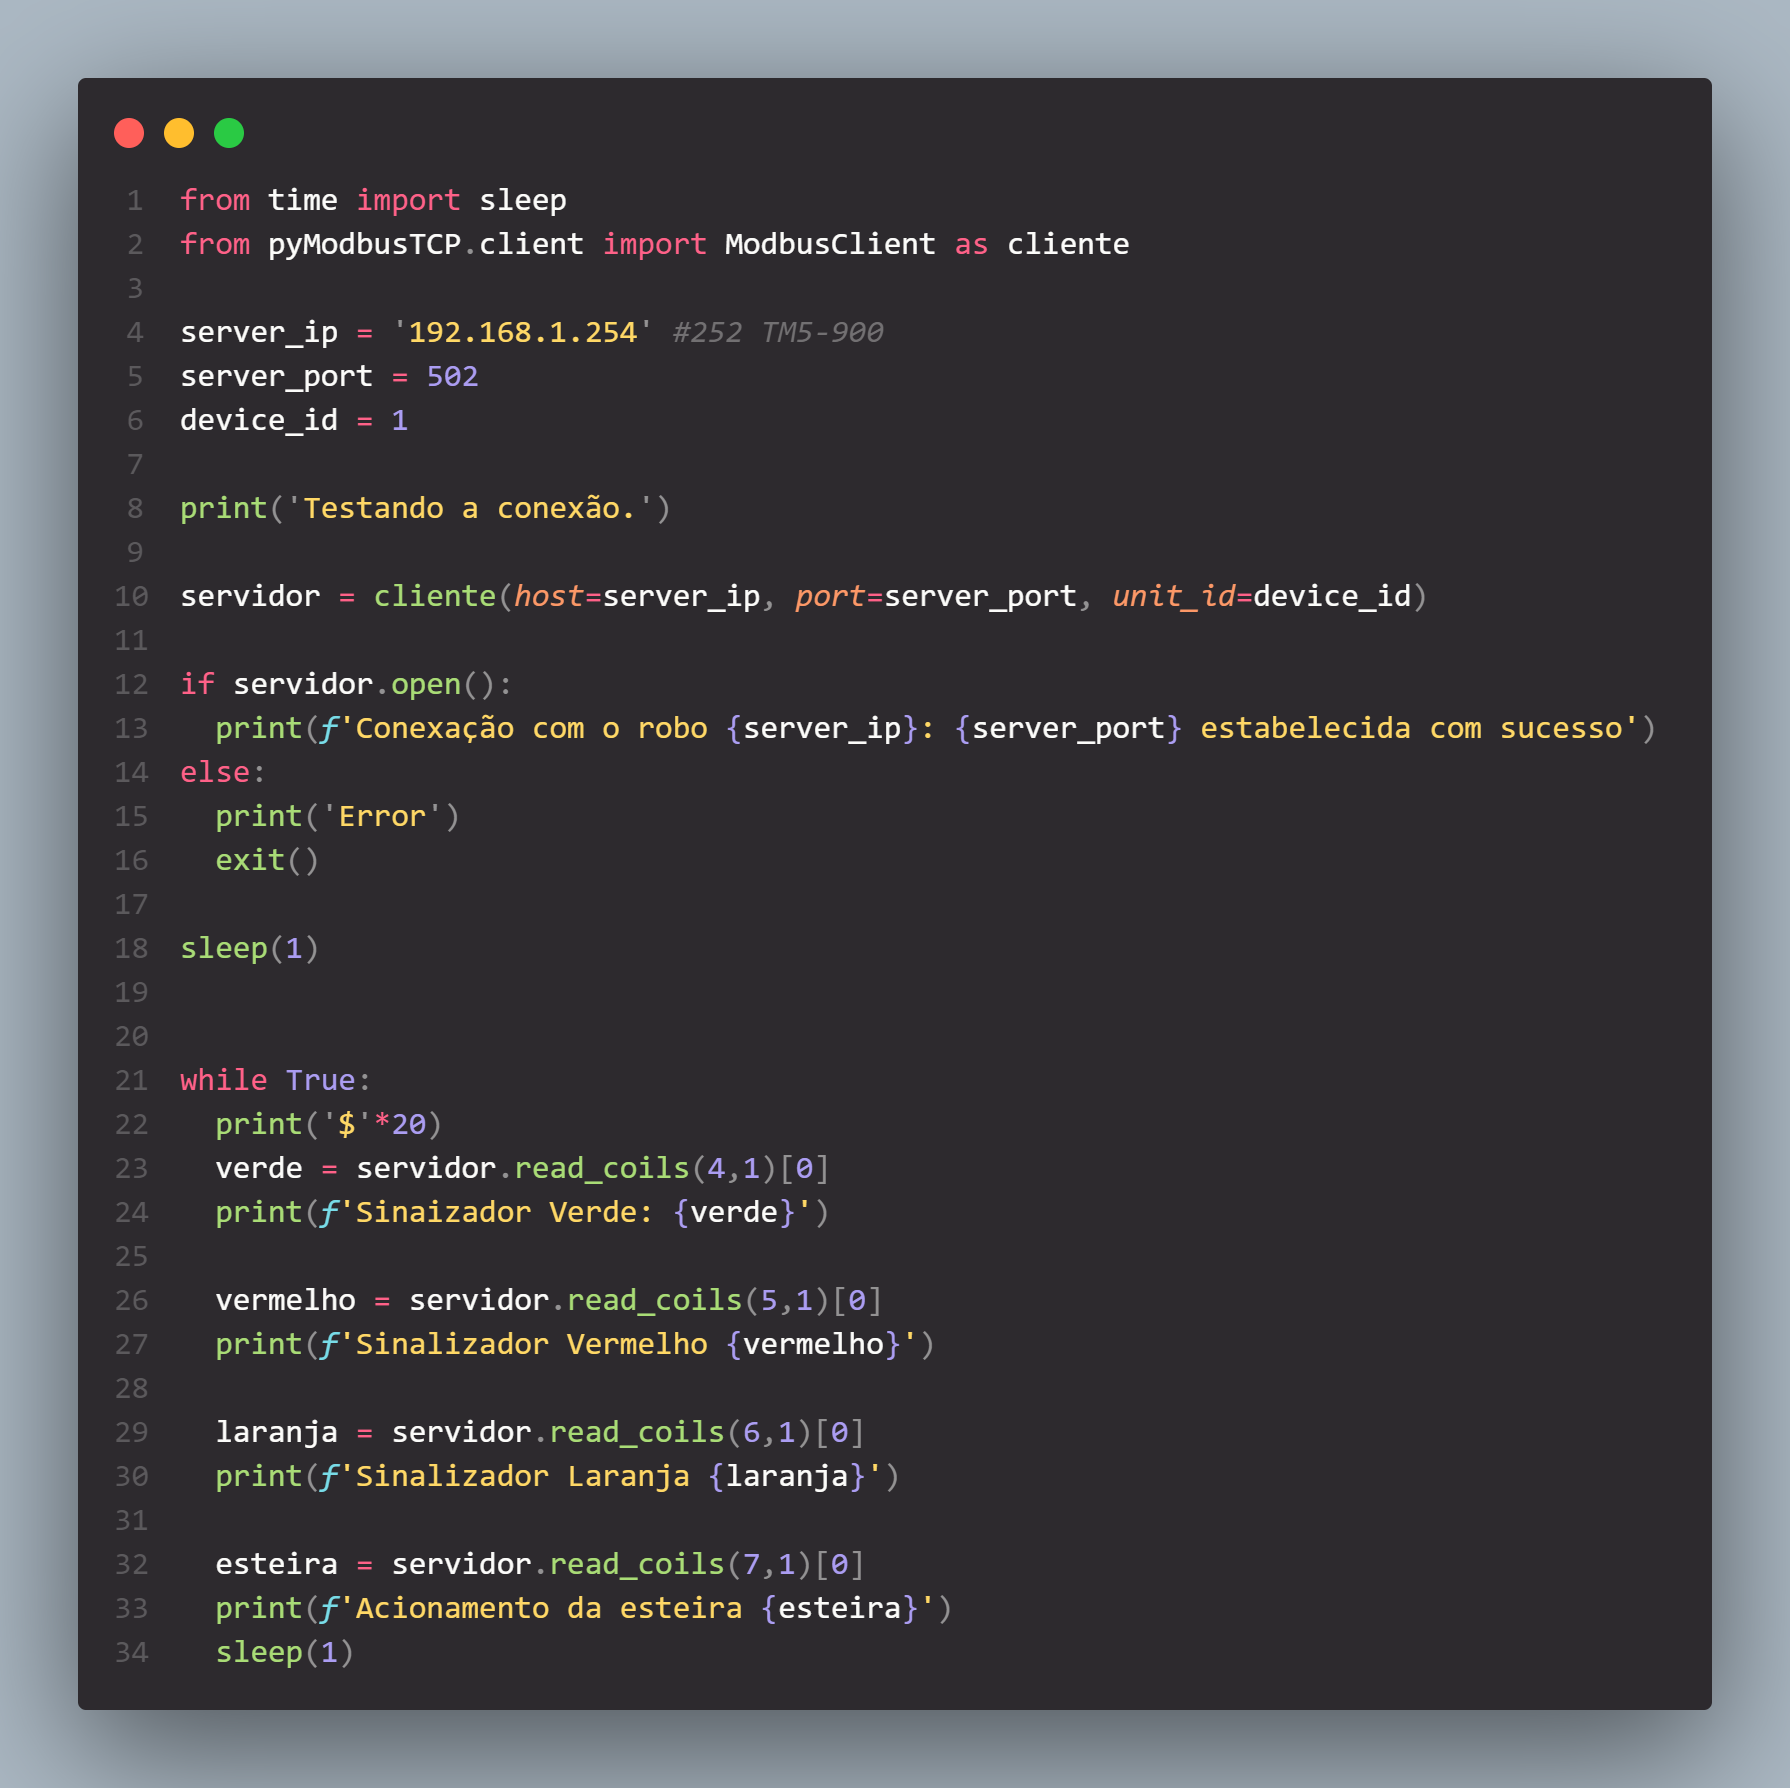 1 from time import sleep
2 from pyModbusTCP.client import ModbusClient as cliente
3
4 server_ip = '192.168.1.254' #252 TM5-900
5 server_port = 502
6 device_id = 1
7
8 print('Testando a conexão.')
9
10 servidor = cliente(host=server_ip, port=server_port, unit_id=device_id)
11
12 if servidor.open():
13   print(f'Conexação com o robo {server_ip}: {server_port} estabelecida com sucesso')
14 else:
15   print('Error')
16   exit()
17
18 sleep(1)
19
20
21 while True:
22   print('$'*20)
23   verde = servidor.read_coils(4,1)[0]
24   print(f'Sinaizador Verde: {verde}')
25
26   vermelho = servidor.read_coils(5,1)[0]
27   print(f'Sinalizador Vermelho {vermelho}')
28
29   laranja = servidor.read_coils(6,1)[0]
30   print(f'Sinalizador Laranja {laranja}')
31
32   esteira = servidor.read_coils(7,1)[0]
33   print(f'Acionamento da esteira {esteira}')
34   sleep(1)